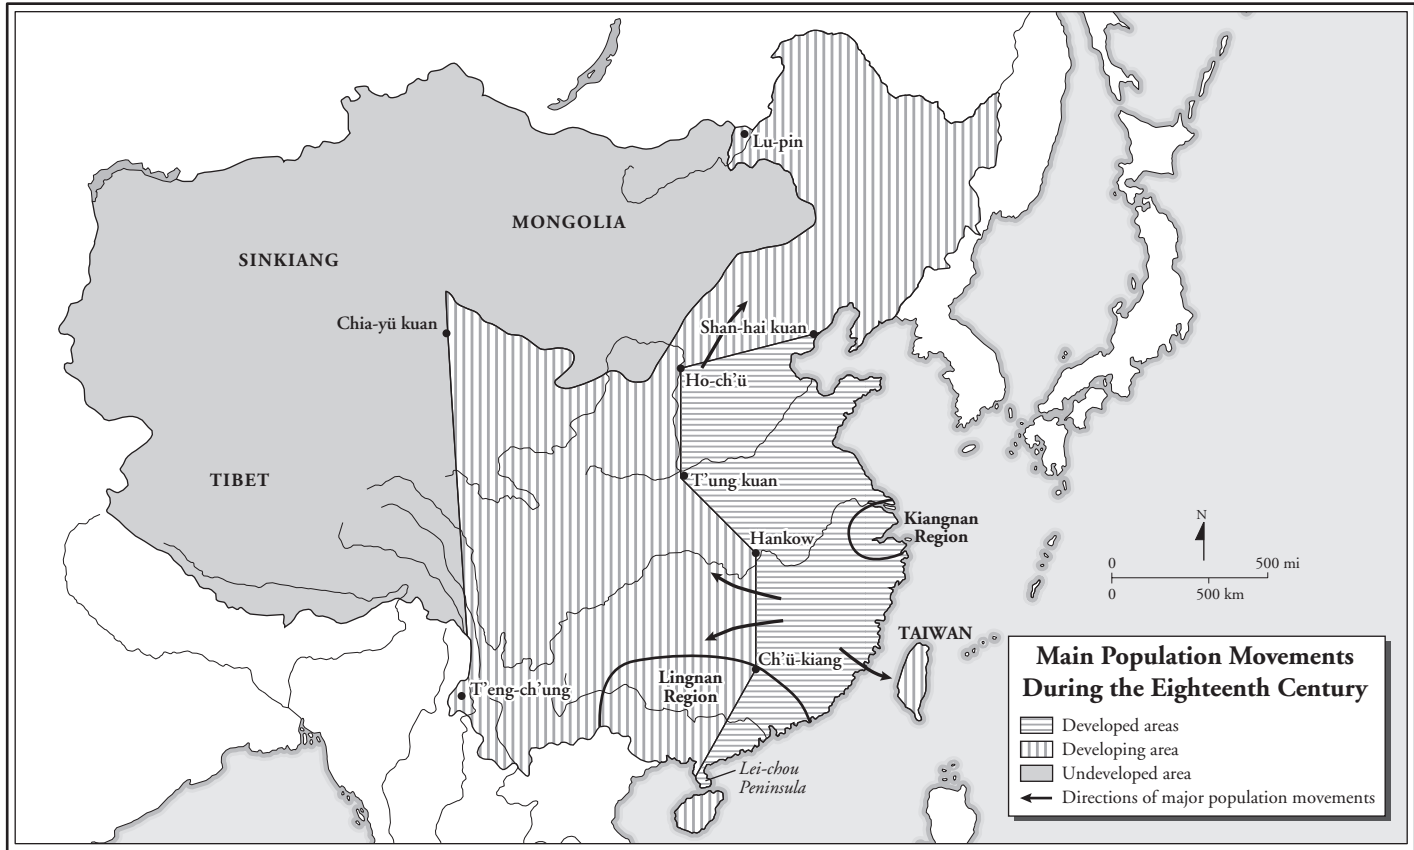 Lu-pin
MONGOLIA
SINKIANG
Chia-yü kuan
Shan-hai kuan
Ho-ch’ü
TIBET
T’ung kuan
Kiangnan
Region
Hankow
N
0 500 mi
0 500 km
TAIWAN
Ch’ü-kiang
Lingnan
Region
T’eng-ch’ung
Lei-chou
Peninsula
Main Population Movements
During the Eighteenth Century
Developed areas
Developing area
Undeveloped area
Directions of major population movements